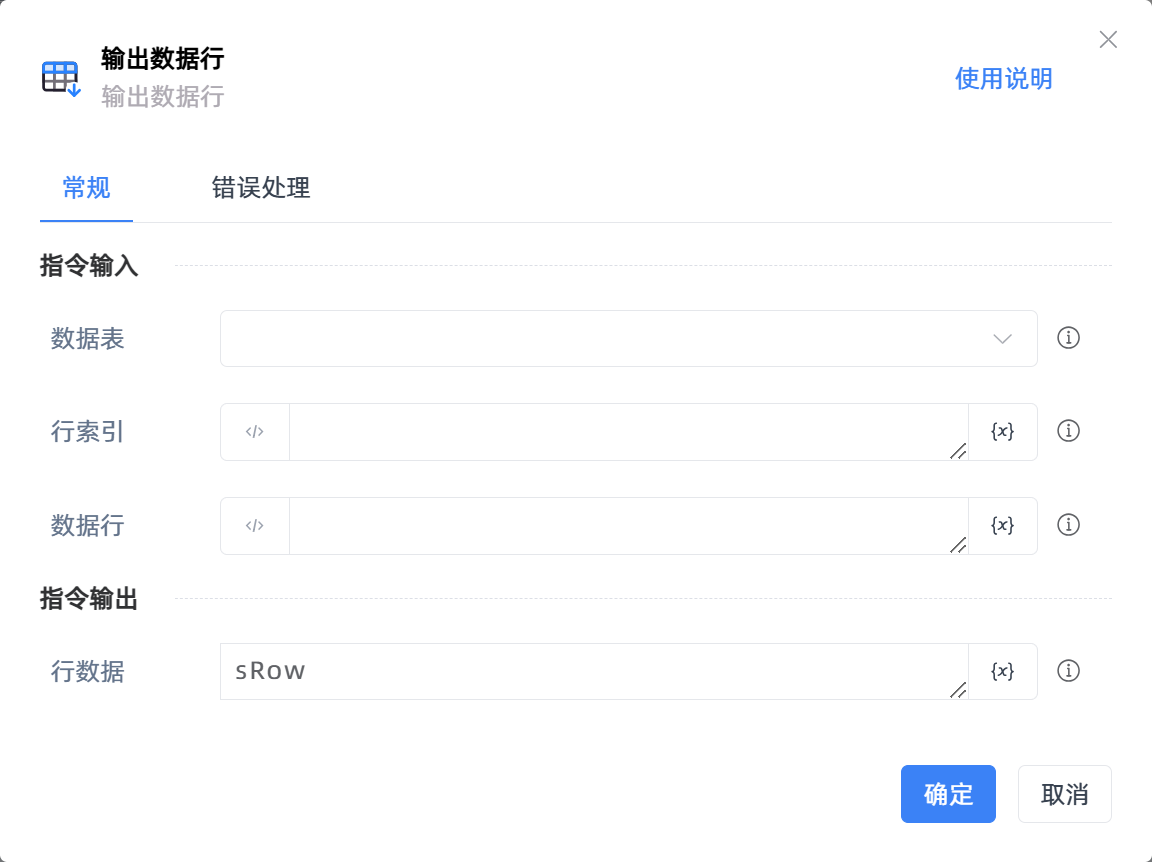 输出数据行
输出数据行
使用说明
常规
错误处理
指令输入
数据表
行索引
</>
{x}
数据行
</>
{x}
指令输出
行数据
sRow
{x}
确定
取消